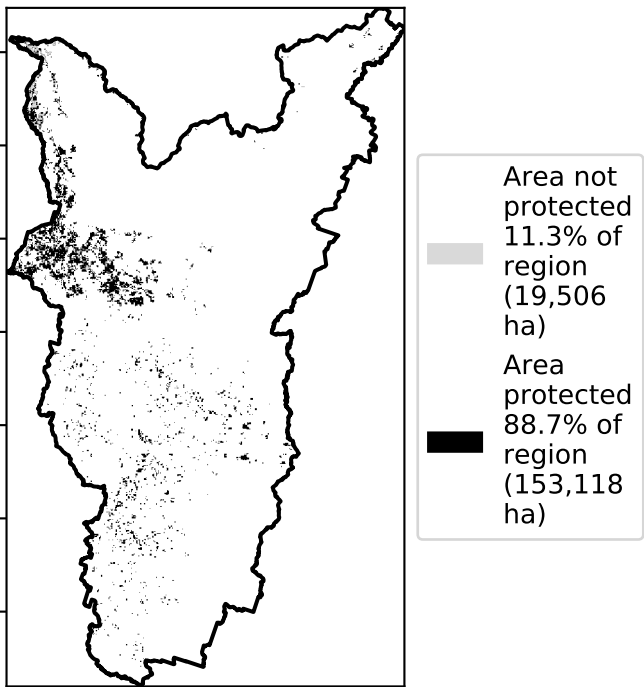 Area not
protected
11.3% of
region
(19,506
ha)
Area
protected
88.7% of
region
(153,118
ha)